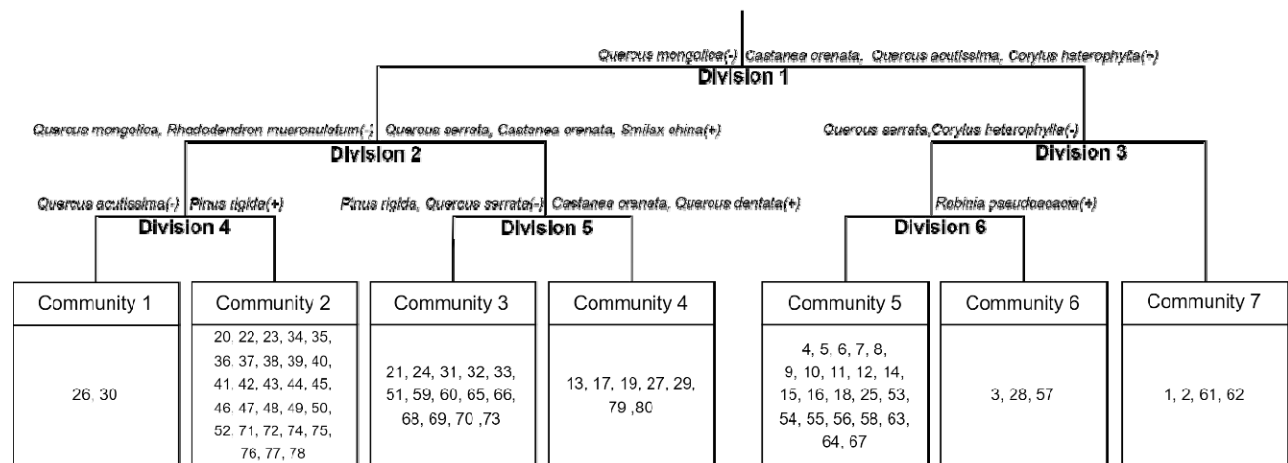 Quercus mongolica(-) Castanea crenata, Quercus acutissima, Corylus heterophylla(+)
Division 1
Quercus mongolica, Rhododendron mucronulatum(-) Quercus serrata, Castanea crenata, Smilax china(+)
Quercus serrata,Corylus heterophylla(-)
Division 2
Division 3
Quercus acutissima(-) Pinus rigida(+)
Pinus rigida, Quercus serrata(-) Castanea crenata, Quercus dentata(+)
Robinia pseudoacacia(+)
Division 4
Division 5
Division 6
Community 1
26, 30
Community 2
20, 22, 23, 34, 35,
36, 37, 38, 39, 40,
41, 42, 43, 44, 45,
46, 47, 48, 49, 50,
52, 71, 72, 74, 75,
76, 77, 78
Community 3
21, 24, 31, 32, 33,
51, 59, 60, 65, 66,
68, 69, 70 ,73
Community 4
13, 17, 19, 27, 29,
79 ,80
Community 5
4, 5, 6, 7, 8,
9, 10, 11, 12, 14,
15, 16, 18, 25, 53,
54, 55, 56, 58, 63,
64, 67
Community 6
3, 28, 57
Community 7
1, 2, 61, 62